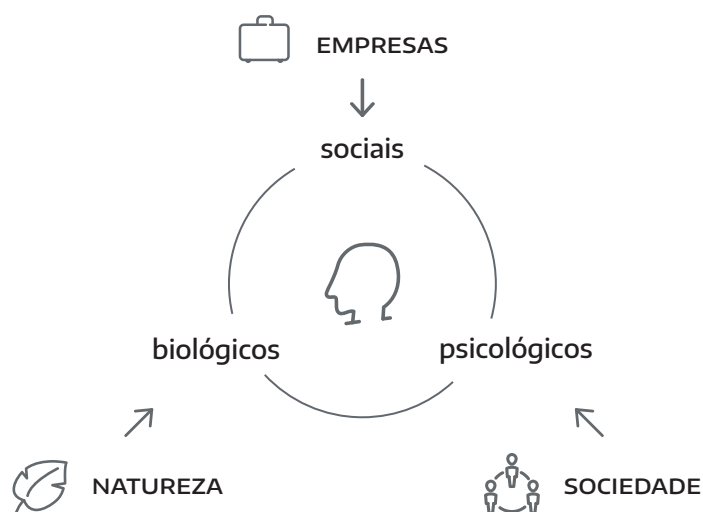 EMPRESAS
sociais
biológicos
psicológicos
NATUREZA
SOCIEDADE